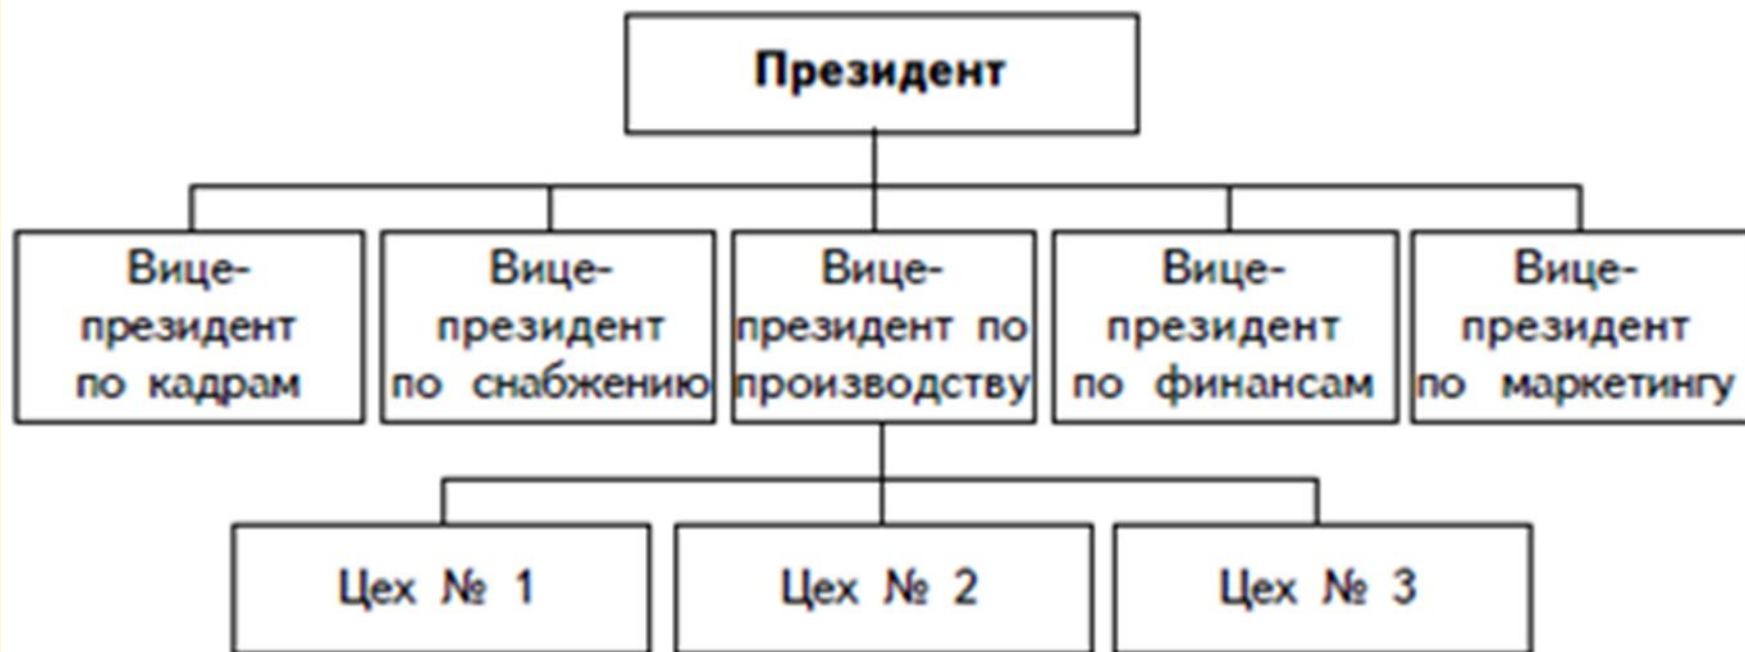 Президент
Вице-
президент
по кадрам
Вице-
президент
по снабжению
Вице-
президент по
производству
Вице-
президент
по финансам
Вице-
президент
по маркетингу
Цех № 1
Цех № 2
Цех № 3